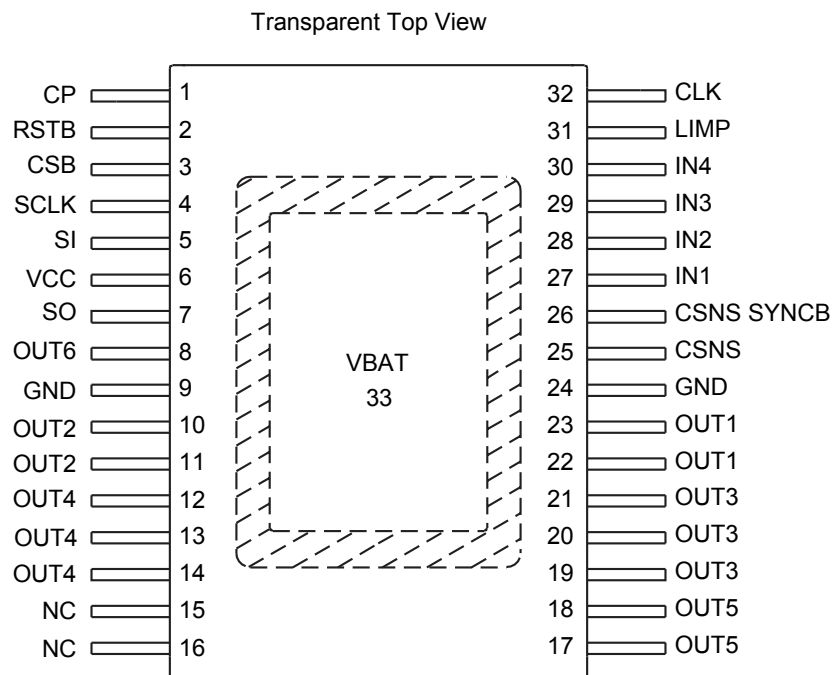 Transparent Top View
CP 1 32 CLK
RSTB 2 31 LIMP
CSB 3 30 IN4
SCLK 4 29 IN3
SI 5 28 IN2
VCC 6 27 IN1
SO 7 26 CSNS SYNCB
OUT6 8 25 CSNS
GND 9 24 GND
OUT2 10 23 OUT1
OUT2 11 22 OUT1
OUT4 12 21 OUT3
OUT4 13 20 OUT3
OUT4 14 19 OUT3
NC 15 18 OUT5
NC 16 17 OUT5
VBAT
33